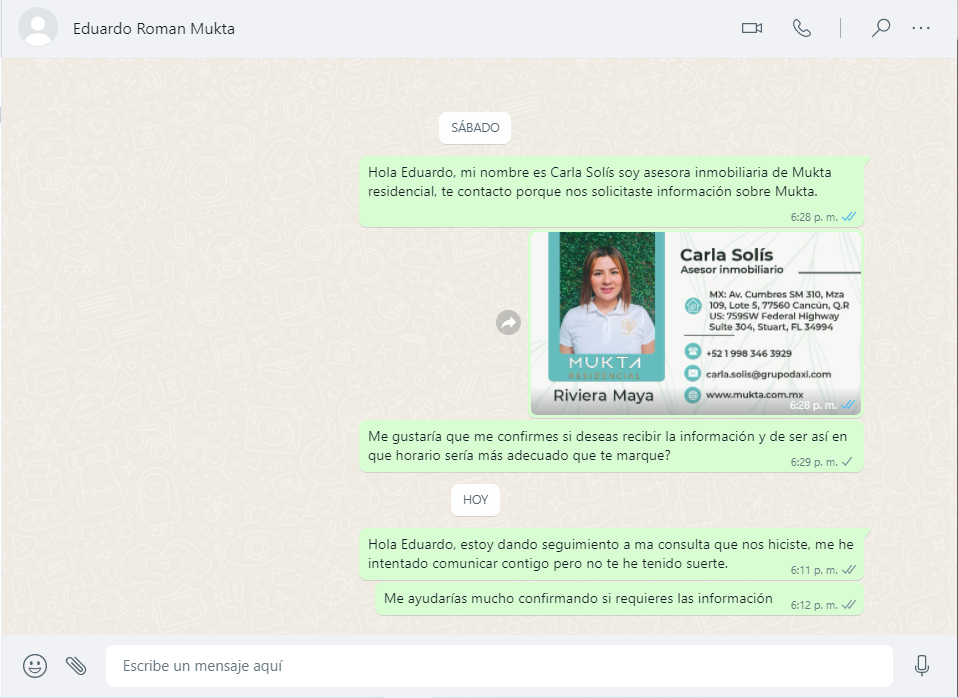 Eduardo Roman Mukta
SÁBADO
Hola Eduardo, mi nombre es Carla Solís soy asesora inmobiliaria de Mukta
residencial, te contacto porque nos solicitaste información sobre Mukta.
6:28 p. m.
Carla Solís
Asesor inmobiliario
MX: Av. Cumbres SM 310, Mza
109, Lote 5, 77560 Cancún, Q.R
US: 759SW Federal Highway
Suite 304, Stuart, FL 34994
+52 1 998 346 3929
carla.solis@grupodaxi.com
www.mukta.com.mx
MUKTA
RESIDENCIAL
Riviera Maya
6:28 p. m.
Me gustaría que me confirmes si deseas recibir la información y de ser así en
que horario sería más adecuado que te marque?
6:29 p. m.
HOY
Hola Eduardo, estoy dando seguimiento a ma consulta que nos hiciste, me he
intentado comunicar contigo pero no te he tenido suerte.
6:11 p. m.
Me ayudarías mucho confirmando si requieres las información
6:12 p. m.
Escribe un mensaje aquí